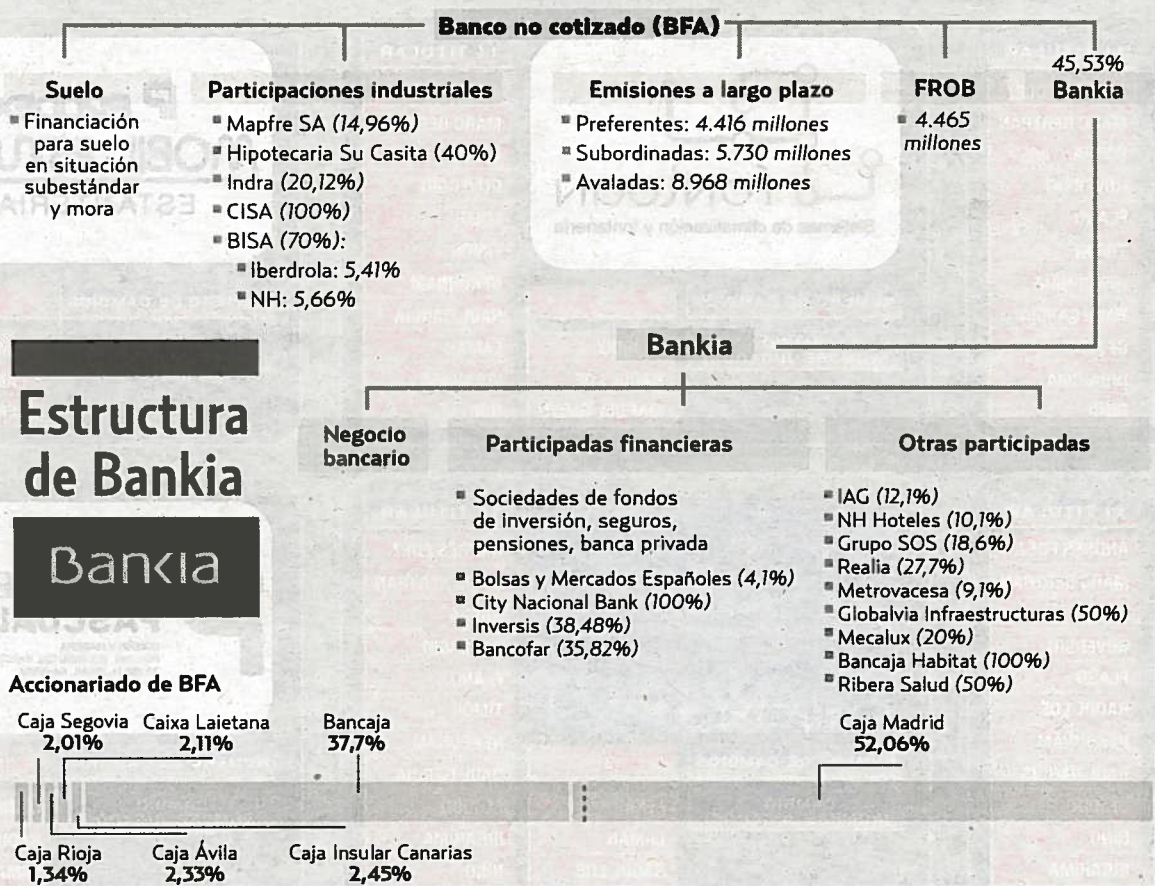 Banco no cotizado (BFA)
Suelo
Financiación
para suelo
en situación
subestándar
y mora
Participaciones industriales
Mapfre SA (14,96%)
Hipotecaria Su Casita (40%)
Indra (20,12%)
CISA (100%)
BISA (70%):
Iberdrola: 5,41%
NH: 5,66%
Emisiones a largo plazo
Preferentes: 4.416 millones
Subordinadas: 5.730 millones
Avaladas: 8.968 millones
FROB
4.465
millones
45,53%
Bankia
Bankia
Estructura
de Bankia
Bankia
Negocio
bancario
Participadas financieras
Sociedades de fondos
de inversión, seguros,
pensiones, banca privada
Bolsas y Mercados Españoles (4,1%)
City Nacional Bank (100%)
Inversis (38,48%)
Bancofar (35,82%)
Otras participadas
IAG (12,1%)
NH Hoteles (10,1%)
Grupo SOS (18,6%)
Realia (27,7%)
Metrovacesa (9,1%)
Globalvia Infraestructuras (50%)
Mecalux (20%)
Bancaja Habitat (100%)
Ribera Salud (50%)
Accionariado de BFA
Caja Segovia
2,01%
Caixa Laietana
2,11%
Bancaja
37,7%
Caja Madrid
52,06%
Caja Rioja
1,34%
Caja Ávila
2,33%
Caja Insular Canarias
2,45%